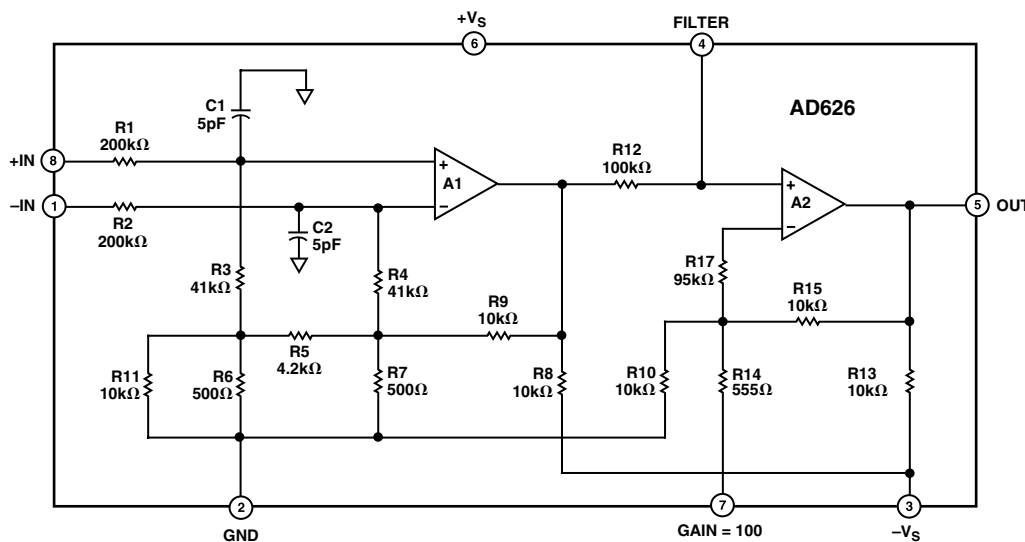 +VS
6
FILTER
4
AD626
C1
5pF
R1
200kΩ
+IN
8
R12
100kΩ
+
A1
−
+
A2
−
−IN
1
5
OUT
R2
200kΩ
C2
5pF
R3
41kΩ
R4
41kΩ
R17
95kΩ
R9
10kΩ
R15
10kΩ
R5
4.2kΩ
R11
10kΩ
R6
500Ω
R7
500Ω
R8
10kΩ
R10
10kΩ
R14
555Ω
R13
10kΩ
2
GND
7
GAIN = 100
3
−VS